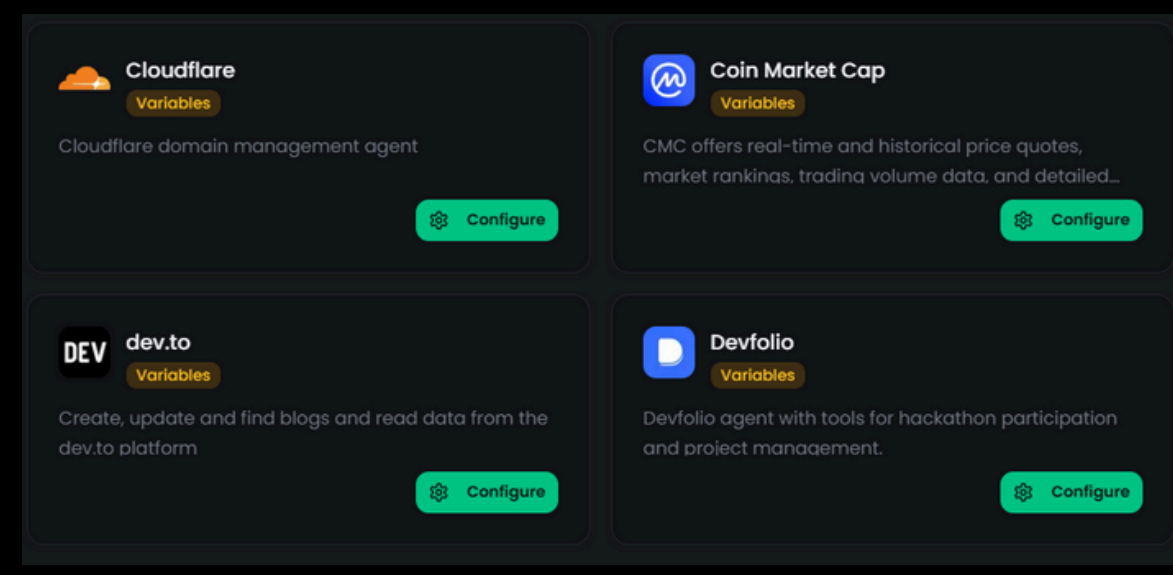 Cloudflare
Variables
Cloudflare domain management agent
Configure
Coin Market Cap
Variables
CMC offers real-time and historical price quotes,
market rankings, trading volume data, and detailed...
Configure
DEV
dev.to
Variables
Create, update and find blogs and read data from the
dev.to platform
Configure
Devfolio
Variables
Devfolio agent with tools for hackathon participation
and project management.
Configure